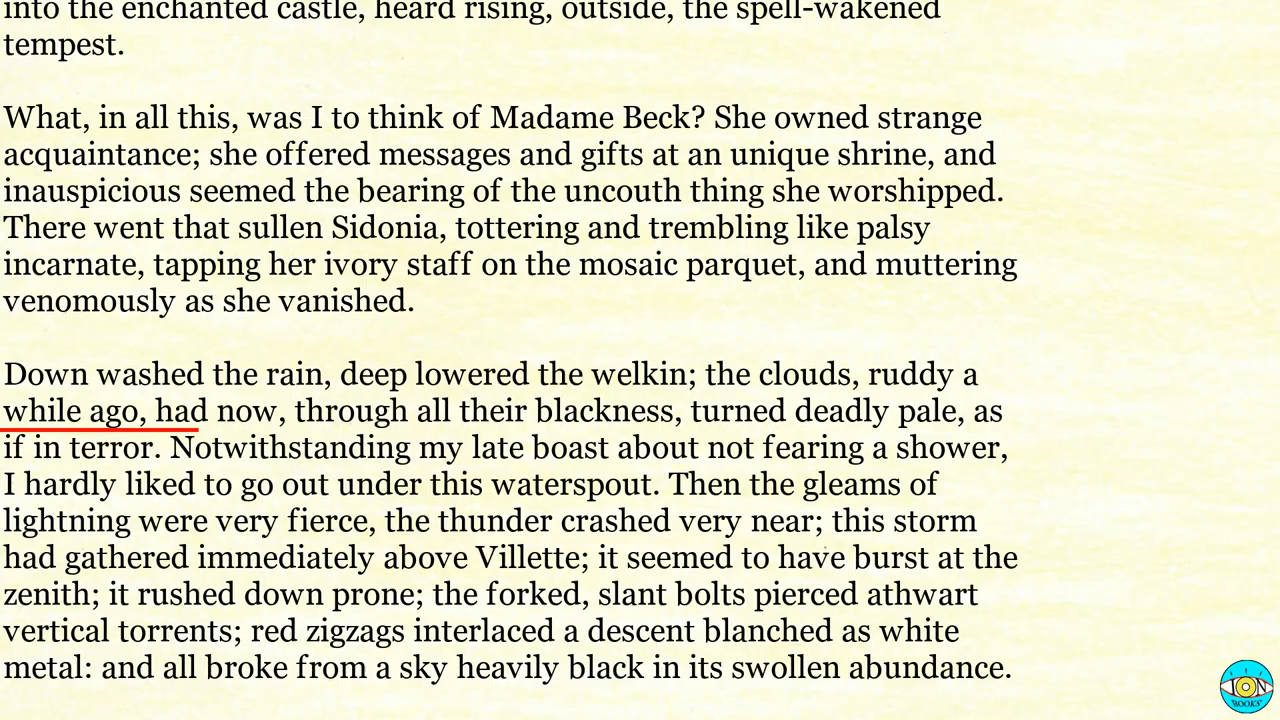 into the enchanted castle, heard rising, outside, the spell-wakened
tempest.
What, in all this, was I to think of Madame Beck? She owned strange
acquaintance; she offered messages and gifts at an unique shrine, and
inauspicious seemed the bearing of the uncouth thing she worshipped.
There went that sullen Sidonia, tottering and trembling like palsy
incarnate, tapping her ivory staff on the mosaic parquet, and muttering
venomously as she vanished.
Down washed the rain, deep lowered the welkin; the clouds, ruddy a
while ago, had now, through all their blackness, turned deadly pale, as
if in terror. Notwithstanding my late boast about not fearing a shower,
I hardly liked to go out under this waterspout. Then the gleams of
lightning were very fierce, the thunder crashed very near; this storm
had gathered immediately above Villette; it seemed to have burst at the
zenith; it rushed down prone; the forked, slant bolts pierced athwart
vertical torrents; red zigzags interlaced a descent blanched as white
metal: and all broke from a sky heavily black in its swollen abundance.
ION
BOOKS